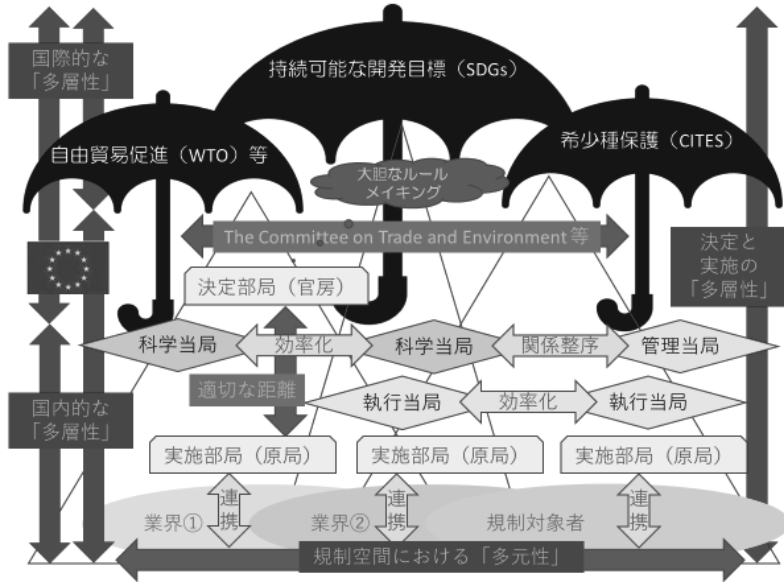 国際的な
「多層性」
持続可能な開発目標（SDGs）
自由貿易促進（WTO）等
希少種保護（CITES）
大胆なルール
メイキング
The Committee on Trade and Environment 等
決定と
実施の
「多層性」
決定部局（官房）
科学当局
効率化
科学当局
関係整序
管理当局
適切な距離
執行当局
効率化
執行当局
国内的な
「多層性」
実施部局（原局）
実施部局（原局）
実施部局（原局）
業界①
連携
業界②
連携
規制対象者
連携
規制空間における「多元性」